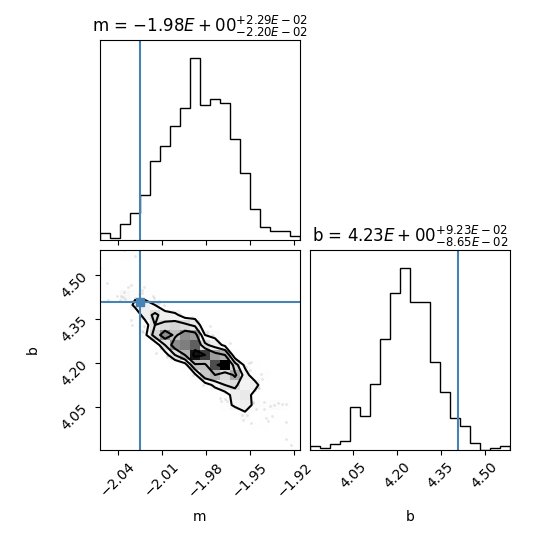 m = −1.98E + 00+2.29E − 02
−2.20E − 02
b = 4.23E + 00+9.23E − 02
−8.65E − 02
b
4.50
4.35
4.20
4.05
−2.04
−2.01
−1.98
−1.95
−1.92
m
4.05
4.20
4.35
4.50
b